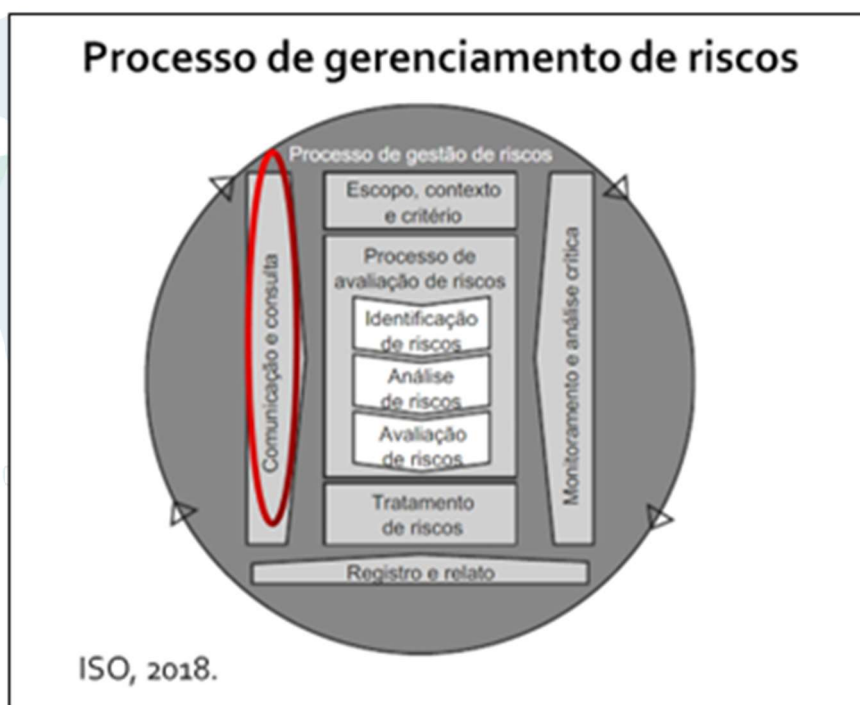 Processo de gerenciamento de riscos
Processo de gestão de riscos
Escopo, contexto
e critério
Processo de
avaliação de riscos
Identificação
de riscos
Análise
de riscos
Avaliação
de riscos
Tratamento
de riscos
Comunicação e consulta
Monitoramento e análise crítica
Registro e relato
ISO, 2018.